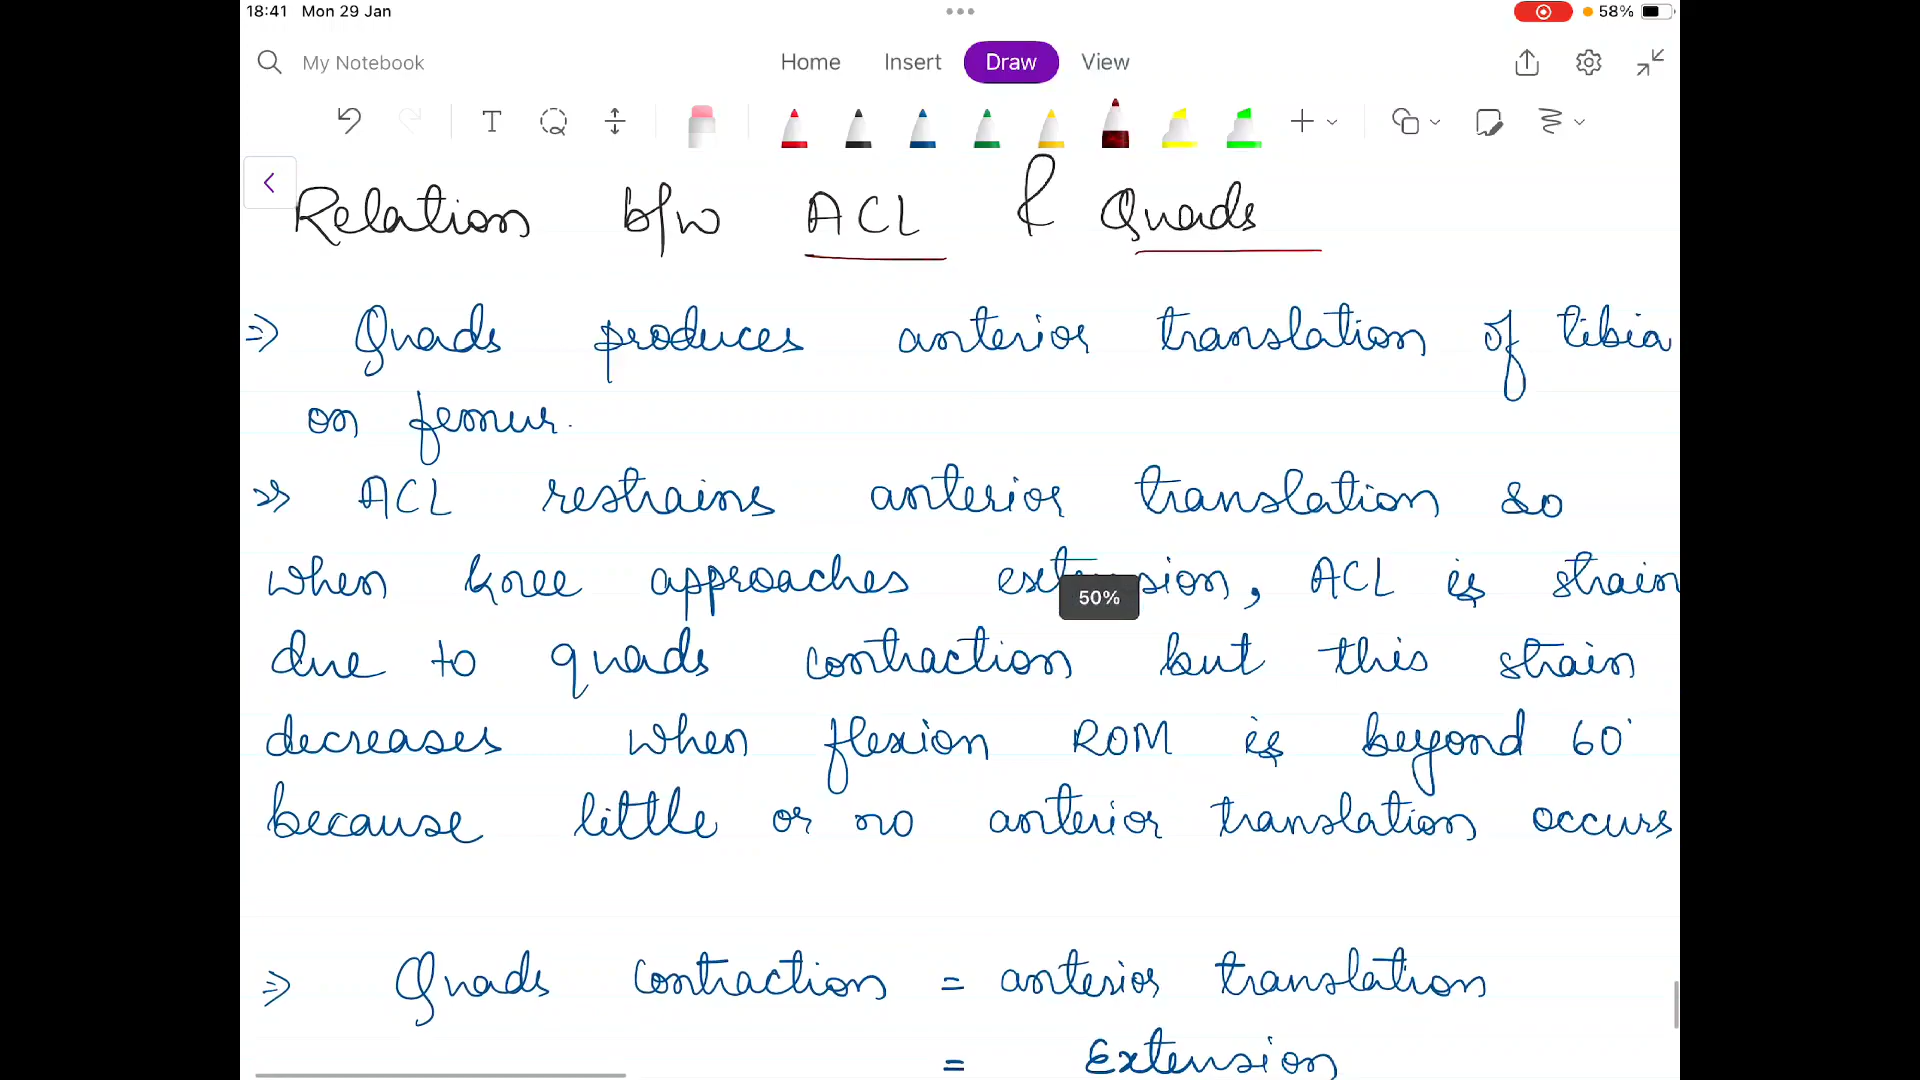 18:41 Mon 29 Jan
58%
My Notebook
Home Insert Draw View
Relation b/w ACL & Quads
⇒ Quads produces anterior translation of tibia
on femur.
⇒ ACL restrains anterior translation so
when knee approaches extension, ACL is strain
50%
due to quads contraction but this strain
decreases when flexion ROM is beyond 60°
because little or no anterior translation occurs
⇒ Quads contraction = anterior translation
= Extension